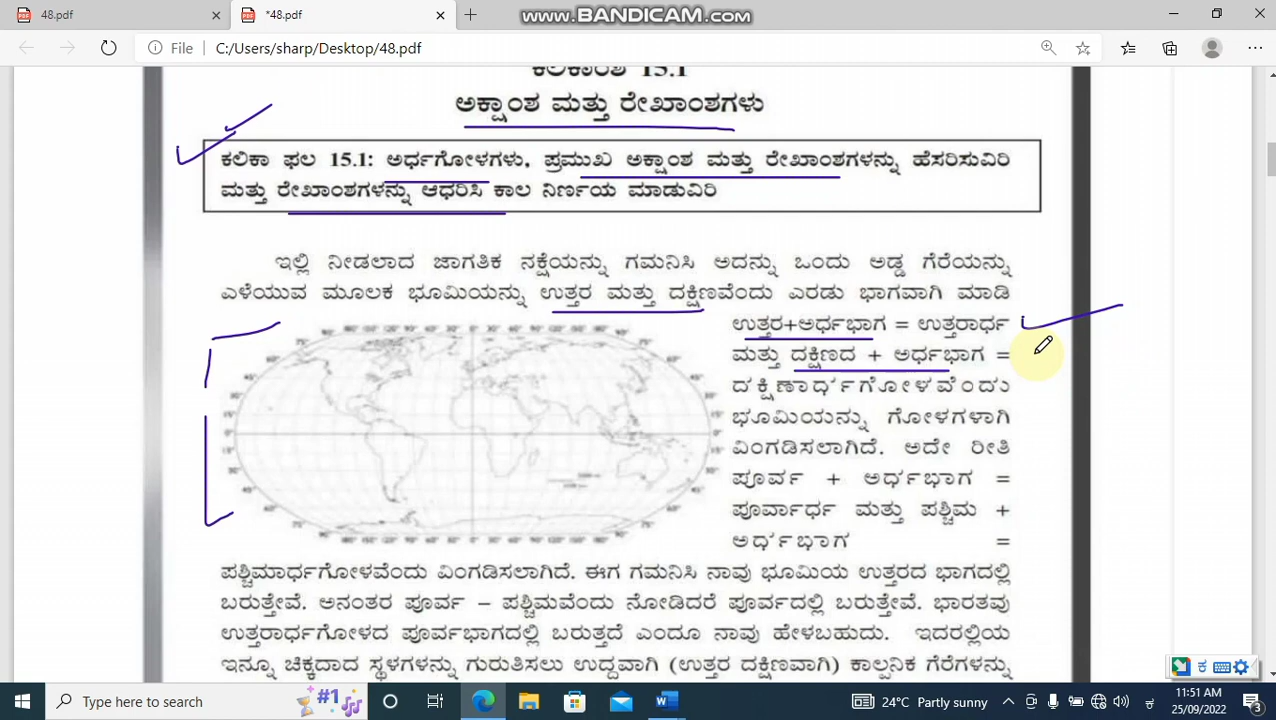 48.pdf
*48.pdf
www.BANDICAM.com
File C:/Users/sharp/Desktop/48.pdf
ಕಲಿಕಾಂಶ 15.1
ಅಕ್ಷಾಂಶ ಮತ್ತು ರೇಖಾಂಶಗಳು
ಕಲಿಕಾ ಫಲ 15.1: ಅರ್ಧಗೋಳಗಳು, ಪ್ರಮುಖ ಅಕ್ಷಾಂಶ ಮತ್ತು ರೇಖಾಂಶಗಳನ್ನು ಹೆಸರಿಸುವಿರಿ
ಮತ್ತು ರೇಖಾಂಶಗಳನ್ನು ಆಧರಿಸಿ ಕಾಲ ನಿರ್ಣಯ ಮಾಡುವಿರಿ
ಇಲ್ಲಿ ನೀಡಲಾದ ಜಾಗತಿಕ ನಕ್ಷೆಯನ್ನು ಗಮನಿಸಿ ಅದನ್ನು ಒಂದು ಅಡ್ಡ ಗೆರೆಯನ್ನು
ಎಳೆಯುವ ಮೂಲಕ ಭೂಮಿಯನ್ನು ಉತ್ತರ ಮತ್ತು ದಕ್ಷಿಣವೆಂದು ಎರಡು ಭಾಗವಾಗಿ ಮಾಡಿ
ಉತ್ತರ+ಅರ್ಧಭಾಗ = ಉತ್ತರಾರ್ಧ
ಮತ್ತು ದಕ್ಷಿಣದ + ಅರ್ಧಭಾಗ =
ದಕ್ಷಿಣಾರ್ಧಗೋಳವೆಂದು
ಭೂಮಿಯನ್ನು ಗೋಳಗಳಾಗಿ
ವಿಂಗಡಿಸಲಾಗಿದೆ. ಅದೇ ರೀತಿ
ಪೂರ್ವ + ಅರ್ಧಭಾಗ =
ಪೂರ್ವಾರ್ಧ ಮತ್ತು ಪಶ್ಚಿಮ +
ಅರ್ಧಭಾಗ =
ಪಶ್ಚಿಮಾರ್ಧಗೋಳವೆಂದು ವಿಂಗಡಿಸಲಾಗಿದೆ. ಈಗ ಗಮನಿಸಿ ನಾವು ಭೂಮಿಯ ಉತ್ತರದ ಭಾಗದಲ್ಲಿ
ಬರುತ್ತೇವೆ. ಅನಂತರ ಪೂರ್ವ – ಪಶ್ಚಿಮವೆಂದು ನೋಡಿದರೆ ಪೂರ್ವದಲ್ಲಿ ಬರುತ್ತೇವೆ. ಭಾರತವು
ಉತ್ತರಾರ್ಧಗೋಳದ ಪೂರ್ವಭಾಗದಲ್ಲಿ ಬರುತ್ತದೆ ಎಂದೂ ನಾವು ಹೇಳಬಹುದು. ಇದರಲ್ಲಿಯ
ಇನ್ನೂ ಚಿಕ್ಕದಾದ ಸ್ಥಳಗಳನ್ನು ಗುರುತಿಸಲು ಉದ್ದವಾಗಿ (ಉತ್ತರ ದಕ್ಷಿಣವಾಗಿ) ಕಾಲ್ಪನಿಕ ಗೆರೆಗಳನ್ನು
Type here to search
#1
24°C Partly sunny
11:51 AM
25/09/2022
3